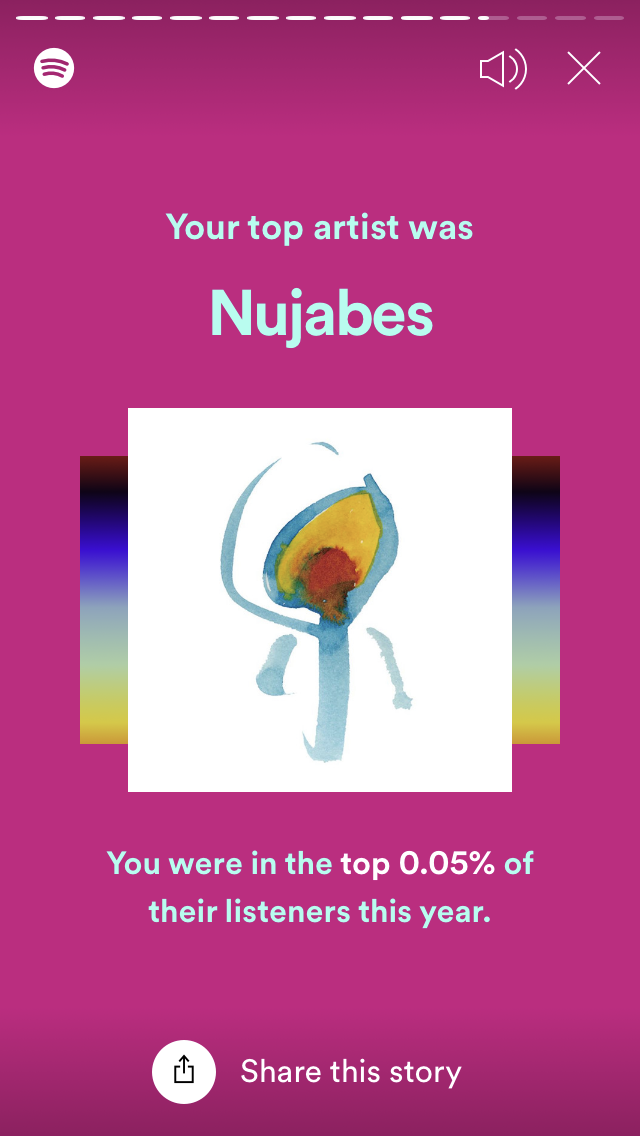 Your top artist was
Nujabes
You were in the top 0.05% of
their listeners this year.
Share this story